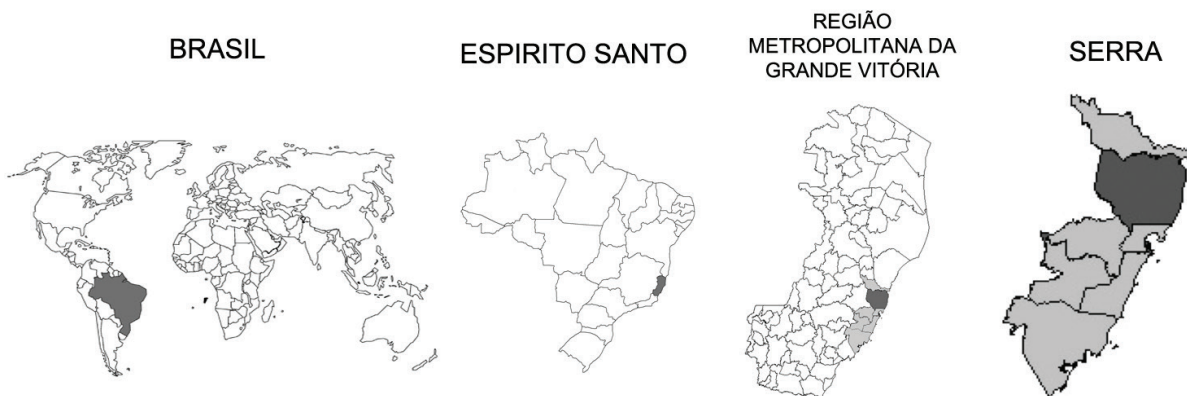 BRASIL
ESPIRITO SANTO
REGIÃO
METROPOLITANA DA
GRANDE VITÓRIA
SERRA